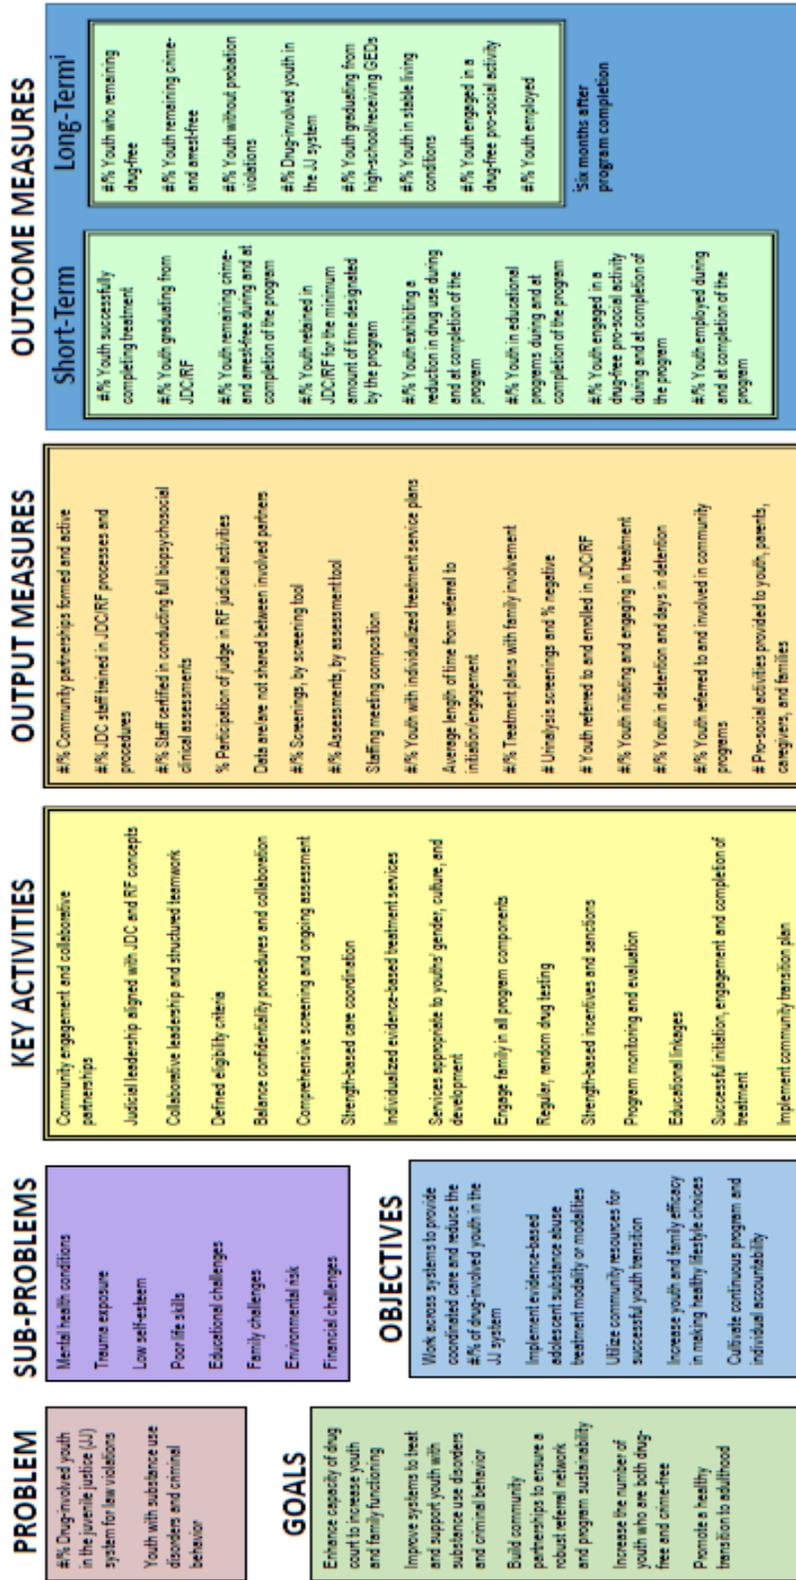 PROBLEM
#/% Drug-involved youth
in the juvenile justice (JJ)
system for law violations
Youth with substance use
disorders and criminal
behavior
GOALS
Enhance capacity of drug
court to increase youth
and family functioning
Improve systems to treat
and support youth with
substance use disorders
and criminal behavior
Build community
partnerships to ensure a
robust referral network
and program sustainability
Increase the number of
youth who are both drug-
free and crime-free
Promote a healthy
transition to adulthood
SUB-PROBLEMS
Mental health conditions
Trauma exposure
Low self-esteem
Poor life skills
Educational challenges
Family challenges
Environmental risk
Financial challenges
OBJECTIVES
Work across systems to provide
coordinated care and reduce the
#/% of drug-involved youth in the
JJ system
Implement evidence-based
adolescent substance abuse
treatment modality or modalities
Utilize community resources for
successful youth transition
Increase youth and family efficacy
in making healthy lifestyle choices
Cultivate continuous program and
individual accountability
KEY ACTIVITIES
Community engagement and collaborative
partnerships
Judicial leadership aligned with JDC and RF concepts
Collaborative leadership and structured teamwork
Defined eligibility criteria
Balance confidentiality procedures and collaboration
Comprehensive screening and ongoing assessment
Strength-based care coordination
Individualized evidence-based treatment services
Services appropriate to youths' gender, culture, and
development
Engage family in all program components
Regular, random drug testing
Strength-based incentives and sanctions
Program monitoring and evaluation
Educational linkages
Successful initiation, engagement and completion of
treatment
Implement community transition plan
OUTPUT MEASURES
#/% Community partnerships formed and active
#/% JDC staff trained in JDC/RF processes and
procedures
#/% Staff certified in conducting full biopsychosocial
clinical assessments
% Participation of judge in RF judicial activities
Data are/are not shared between involved partners
#/% Screenings, by screening tool
#/% Assessments, by assessment tool
Staffing meeting composition
#/% Youth with individualized treatment service plans
Average length of time from referral to
initiation/engagement
#/% Treatment plans with family involvement
# Urinalysis screenings and % negative
# Youth referred to and enrolled in JDC/RF
#/% Youth initiating and engaging in treatment
#/% Youth in detention and days in detention
#/% Youth referred to and involved in community
programs
# Pro-social activities provided to youth, parents,
caregivers, and families
OUTCOME MEASURES
Short-Term
#/% Youth successfully
completing treatment
#/% Youth graduating from
JDC/RF
#/% Youth remaining crime-
and arrest-free during and at
completion of the program
#/% Youth retained in
JDC/RF for the minimum
amount of time designated
by the program
#/% Youth exhibiting a
reduction in drug use during
and at completion of the
program
#/% Youth in educational
programs during and at
completion of the program
#/% Youth engaged in a
drug-free pro-social activity
during and at completion of
the program
#/% Youth employed during
and at completion of the
program
Long-Term¹
#/% Youth who remaining
drug-free
#/% Youth remaining crime-
and arrest-free
#/% Youth without probation
violations
#/% Drug-involved youth in
the JJ system
#/% Youth graduating from
high-school/receiving GEDs
#/% Youth in stable living
conditions
#/% Youth engaged in a
drug-free pro-social activity
#/% Youth employed
¹Six months after
program completion